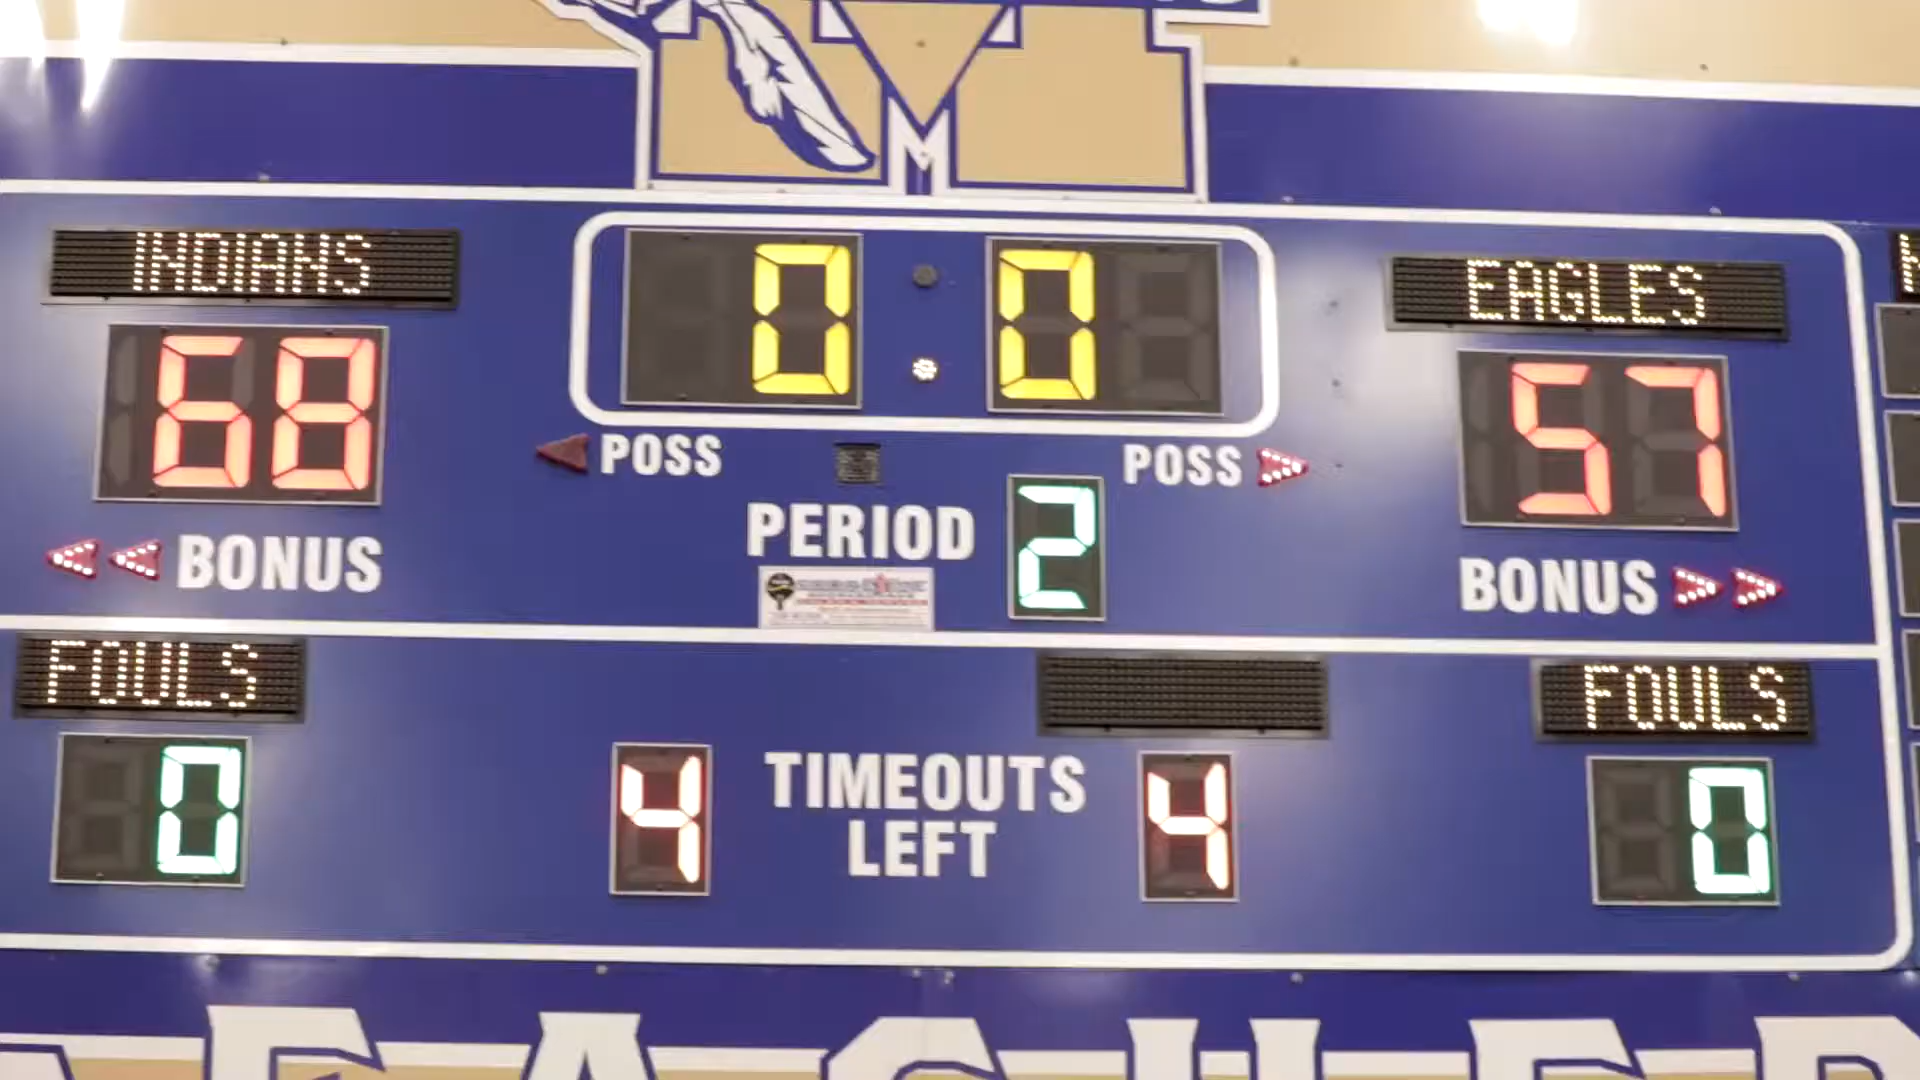 M
INDIANS
0:0.0
EAGLES
68
57
POSS
POSS
PERIOD 2
BONUS
BONUS
FOULS
FOULS
0
4
TIMEOUTS
LEFT
4
0